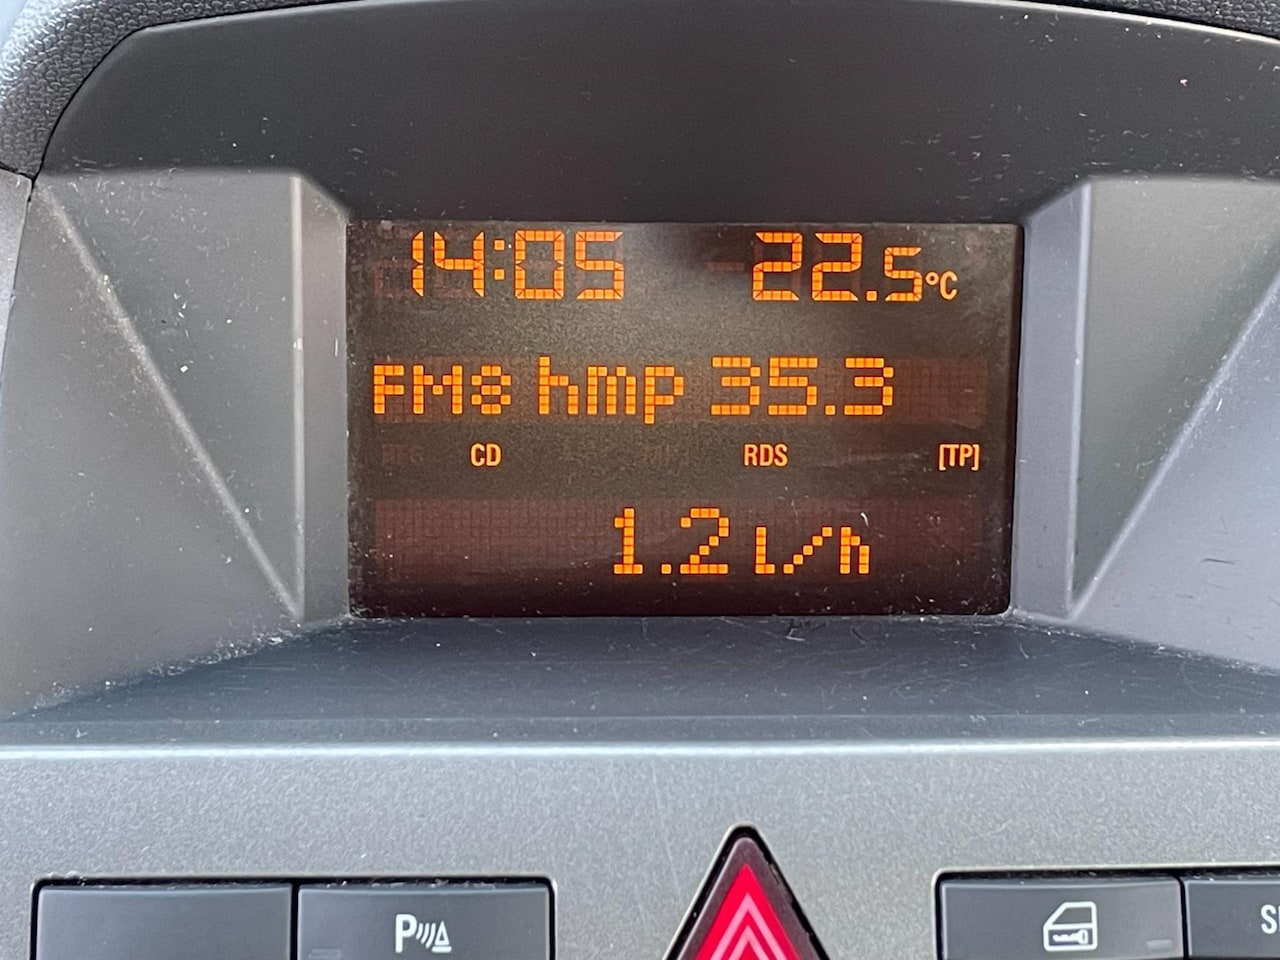 14:05 22.5°C
FM8 hmp 35.3
CD RDS [TP]
1.2 l/h
P